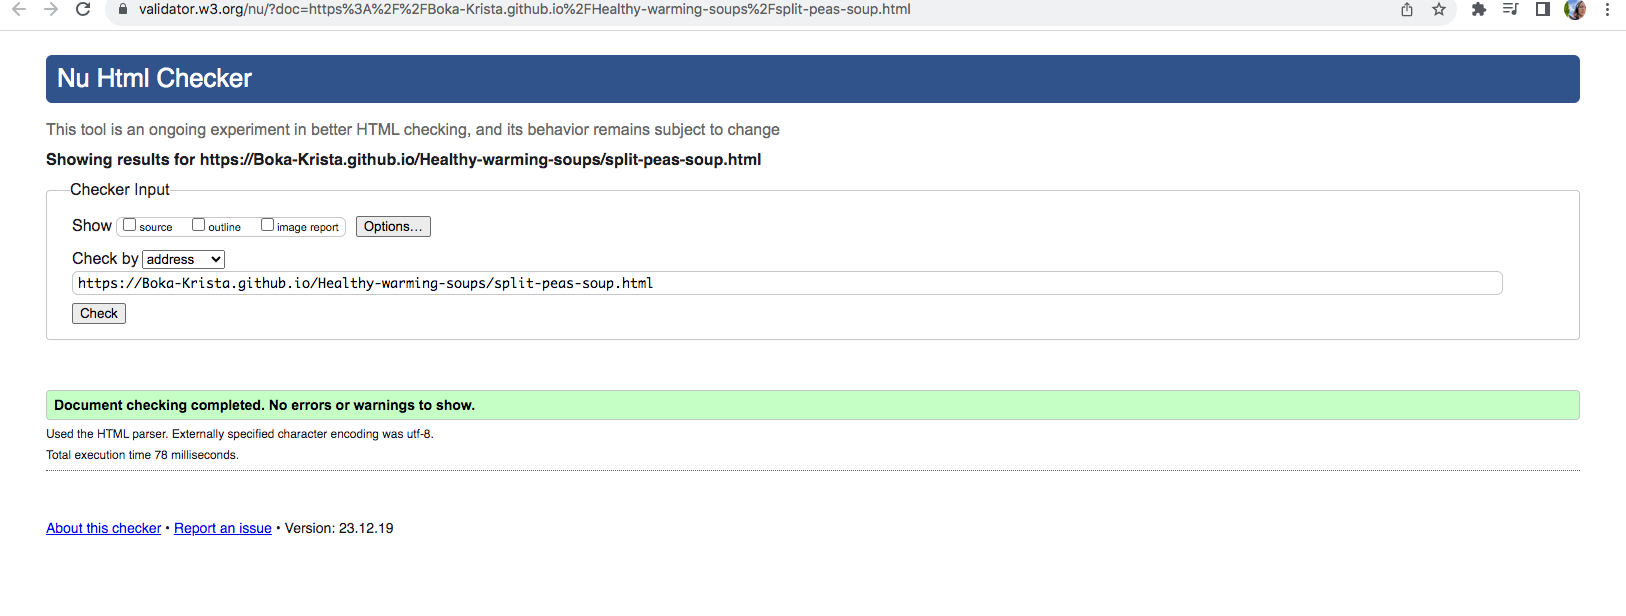 validator.w3.org/nu/?doc=https%3A%2F%2FBoka-Krista.github.io%2FHealthy-warming-soups%2Fsplit-peas-soup.html
Nu Html Checker
This tool is an ongoing experiment in better HTML checking, and its behavior remains subject to change
Showing results for https://Boka-Krista.github.io/Healthy-warming-soups/split-peas-soup.html
Checker Input
Show source outline image report Options...
Check by address
https://Boka-Krista.github.io/Healthy-warming-soups/split-peas-soup.html
Check
Document checking completed. No errors or warnings to show.
Used the HTML parser. Externally specified character encoding was utf-8.
Total execution time 78 milliseconds.
About this checker • Report an issue • Version: 23.12.19